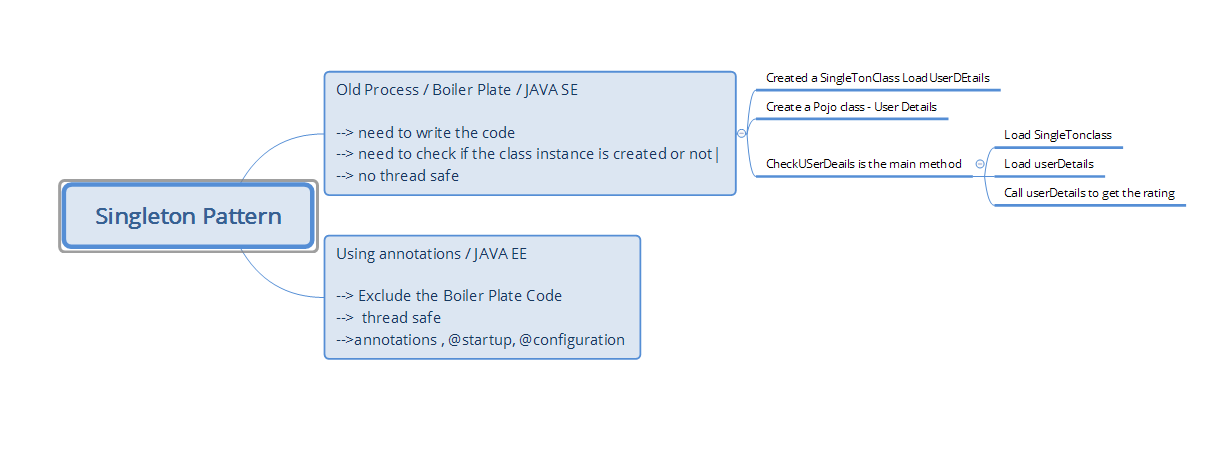 Singleton Pattern
Old Process / Boiler Plate / JAVA SE
--> need to write the code
--> need to check if the class instance is created or not|
--> no thread safe
Created a SingleTonClass LoadUserDEtails
Create a Pojo class - User Details
CheckUSerDeails is the main method
Load SingleTonclass
Load userDetails
Call userDetails to get the rating
Using annotations / JAVA EE
--> Exclude the Boiler Plate Code
-->  thread safe
-->annotations , @startup, @configuration